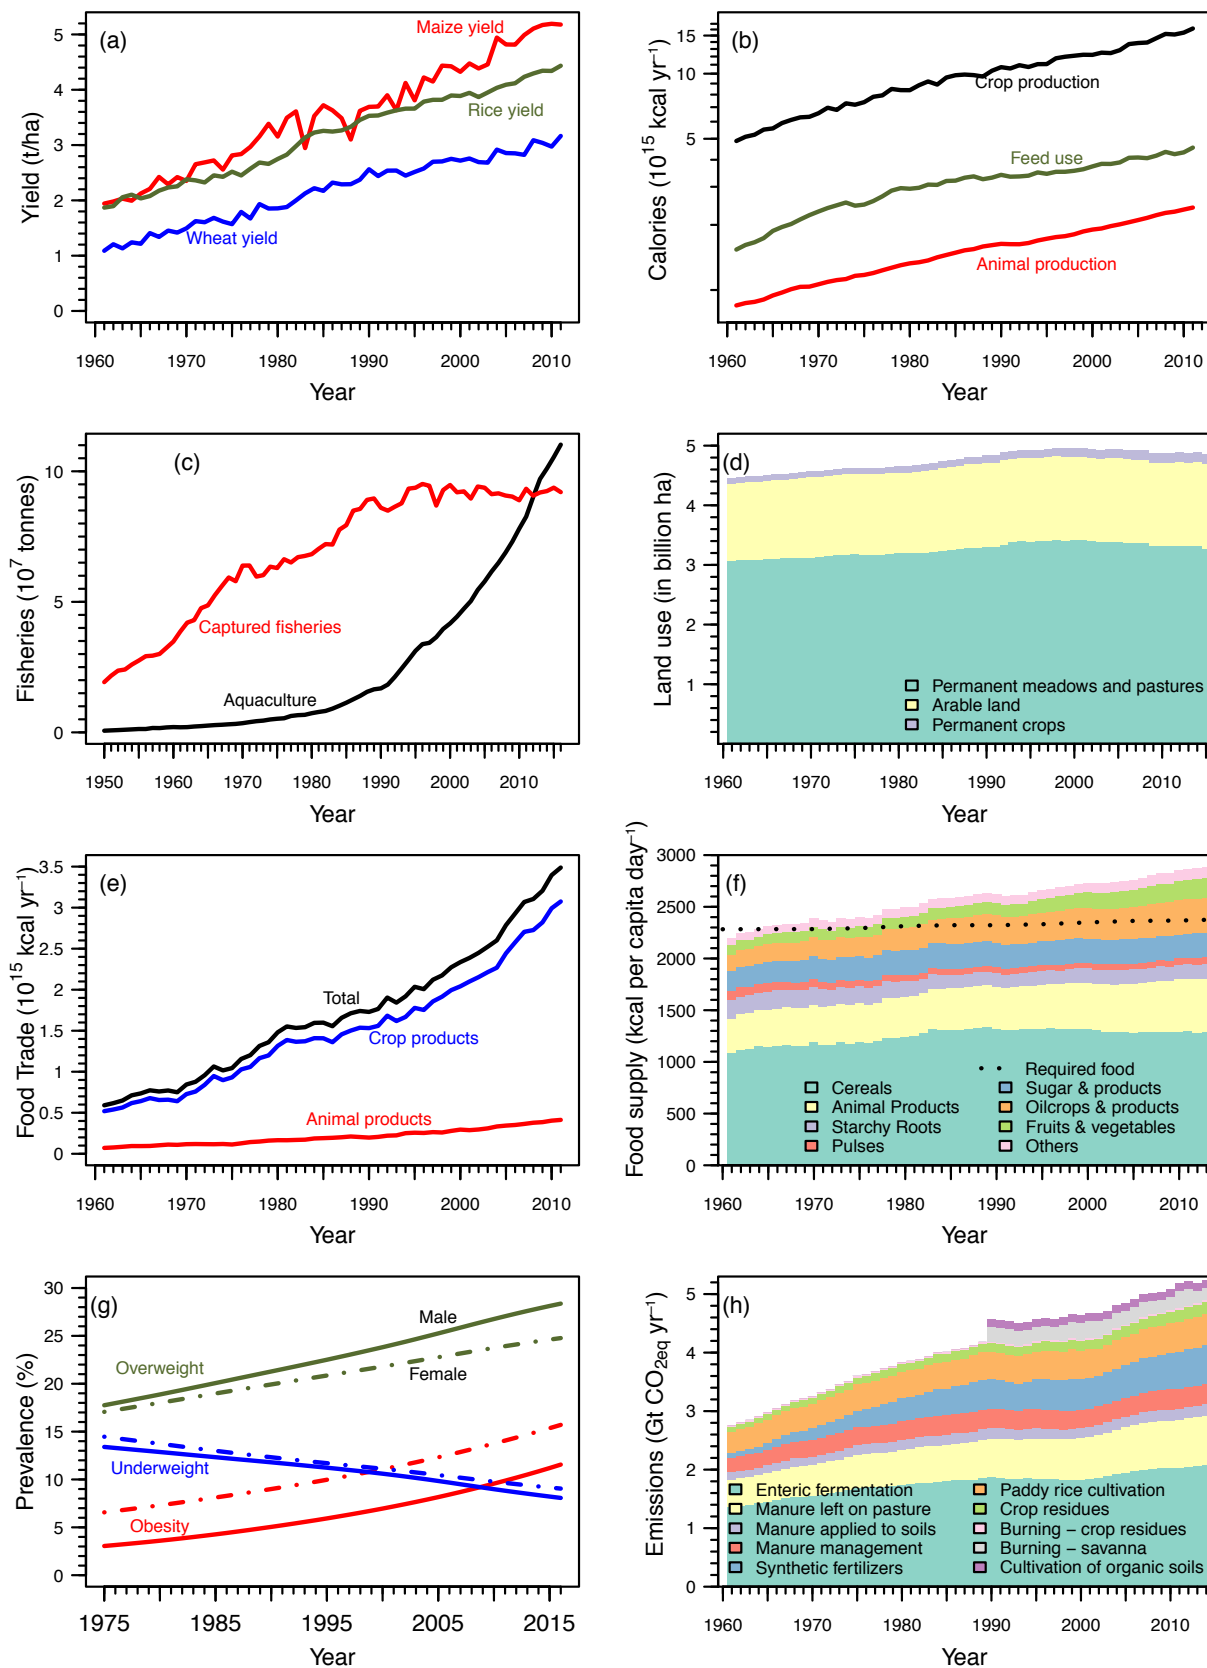 (a)
Maize yield
Rice yield
Wheat yield
Yield (t/ha)
0
1
2
3
4
5
1960
1970
1980
1990
2000
2010
Year
(b)
Crop production
Feed use
Animal production
Calories (10¹⁵ kcal yr⁻¹)
5
10
15
1960
1970
1980
1990
2000
2010
Year
(c)
Captured fisheries
Aquaculture
Fisheries (10⁷ tonnes)
0
5
10
1950
1960
1970
1980
1990
2000
2010
Year
(d)
Land use (in billion ha)
1
2
3
4
5
Permanent meadows and pastures
Arable land
Permanent crops
1960
1970
1980
1990
2000
2010
Year
(e)
Total
Crop products
Animal products
Food Trade (10¹⁵ kcal yr⁻¹)
0
0.5
1
1.5
2
2.5
3
3.5
1960
1970
1980
1990
2000
2010
Year
(f)
Food supply (kcal per capita day⁻¹)
0
500
1000
1500
2000
2500
3000
Required food
Cereals
Animal Products
Starchy Roots
Pulses
Sugar & products
Oilcrops & products
Fruits & vegetables
Others
1960
1970
1980
1990
2000
2010
Year
(g)
Overweight
Male
Female
Underweight
Obesity
Prevalence (%)
0
5
10
15
20
25
30
1975
1985
1995
2005
2015
Year
(h)
Emissions (Gt CO₂eq yr⁻¹)
0
1
2
3
4
5
Enteric fermentation
Manure left on pasture
Manure applied to soils
Manure management
Synthetic fertilizers
Paddy rice cultivation
Crop residues
Burning – crop residues
Burning – savanna
Cultivation of organic soils
1960
1970
1980
1990
2000
2010
Year